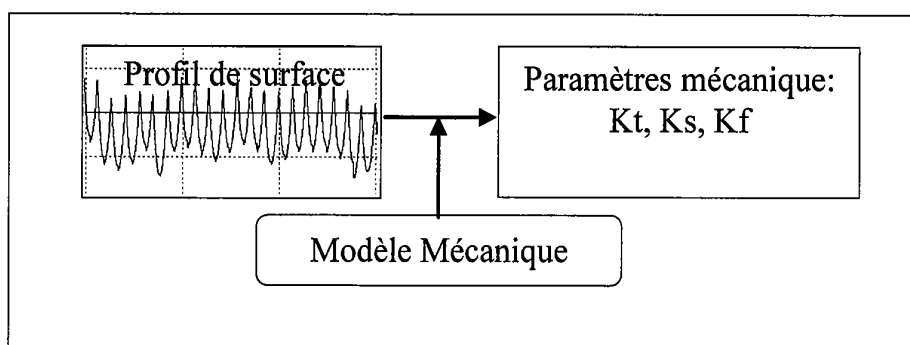 Profil de surface
Paramètres mécanique:
Kt, Ks, Kf
Modèle Mécanique